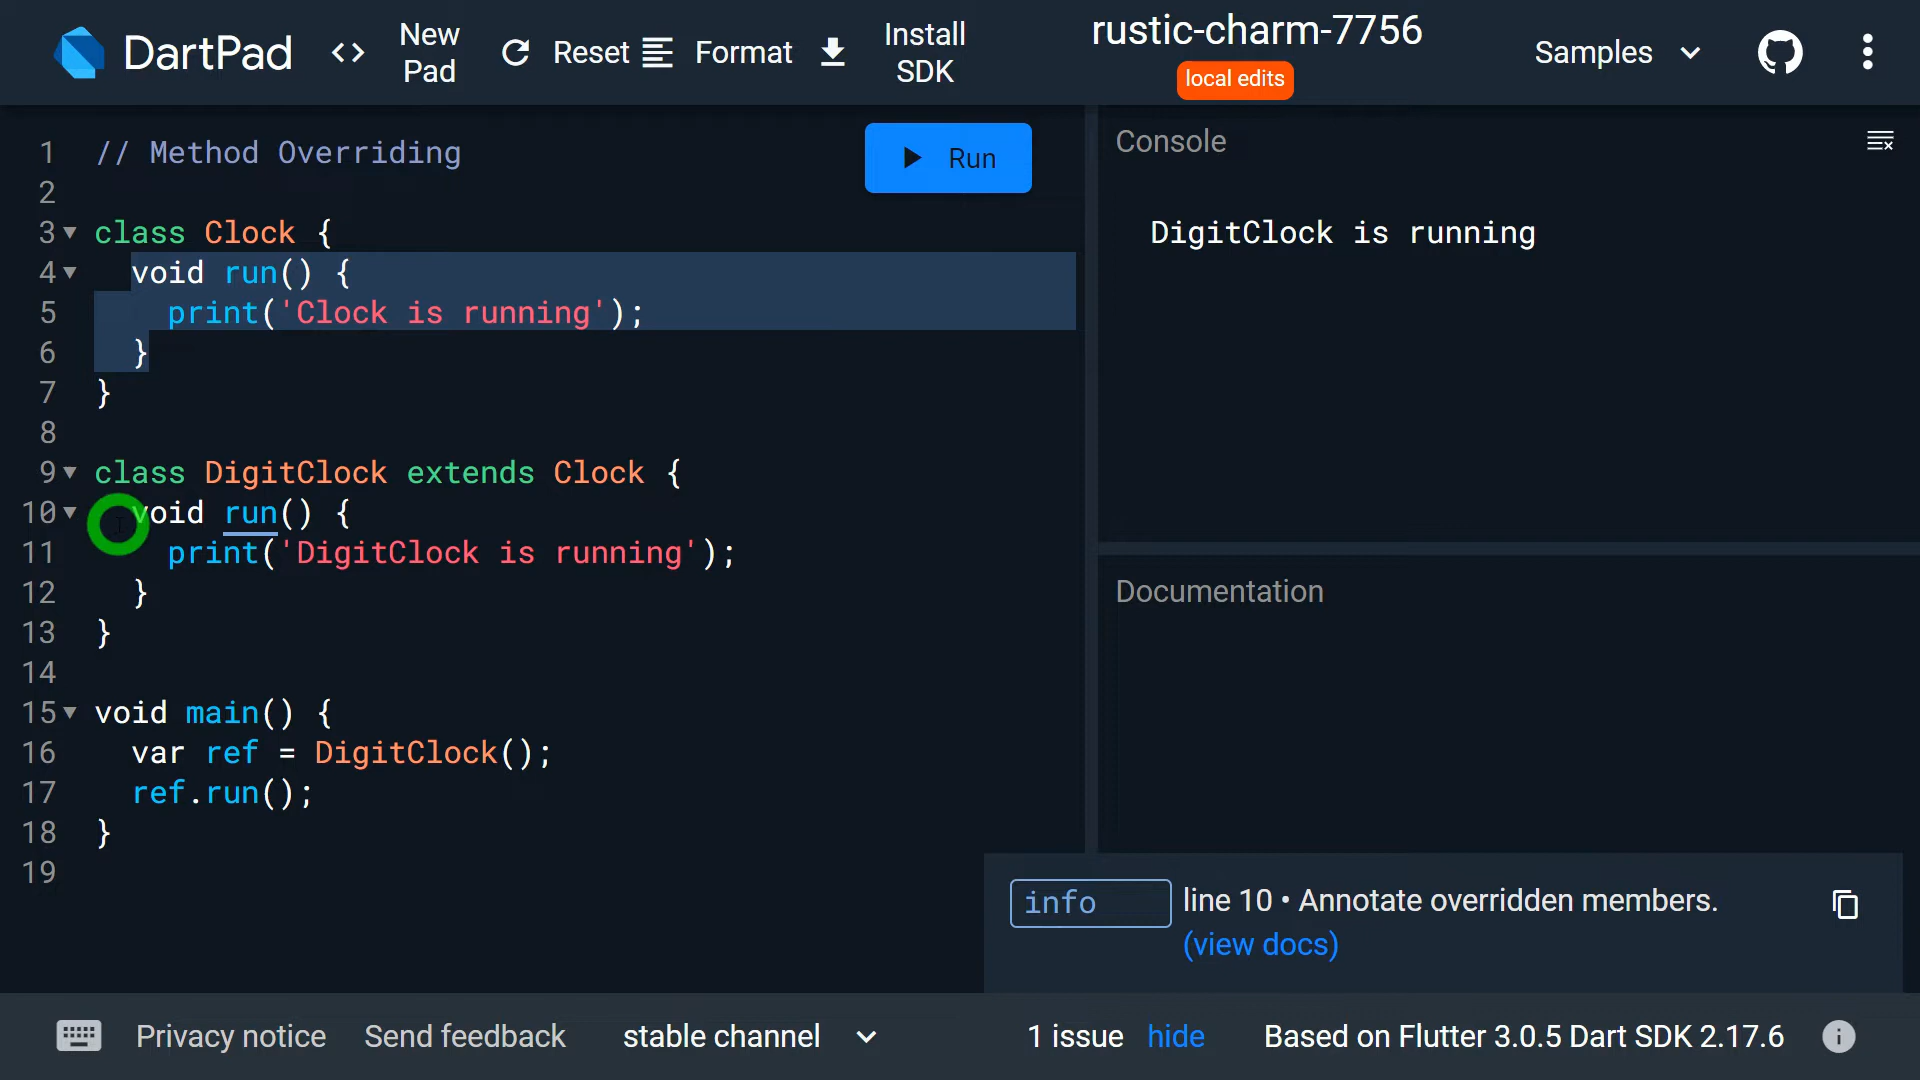 DartPad <> New Pad Reset Format Install SDK rustic-charm-7756 local edits Samples
1 // Method Overriding
2
3 class Clock {
4 void run() {
5 print('Clock is running');
6 }
7 }
8
9 class DigitClock extends Clock {
10 void run() {
11 print('DigitClock is running');
12 }
13 }
14
15 void main() {
16 var ref = DigitClock();
17 ref.run();
18 }
19
Run
Console
DigitClock is running
Documentation
info line 10 • Annotate overridden members.
(view docs)
Privacy notice Send feedback stable channel 1 issue hide Based on Flutter 3.0.5 Dart SDK 2.17.6